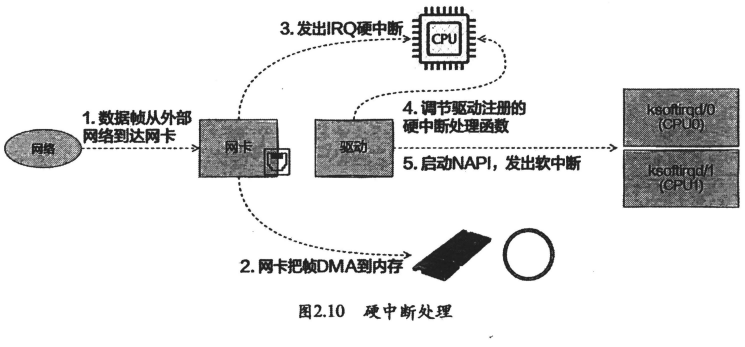 3. 发出IRQ硬中断
CPU
1. 数据帧从外部
网络到达网卡
4. 调节驱动注册的
硬中断处理函数
ksoftirqd/0
(CPU0)
网络
网卡
驱动
5. 启动NAPI，发出软中断
ksoftirqd/1
(CPU1)
2. 网卡把帧DMA到内存
图2.10 硬中断处理